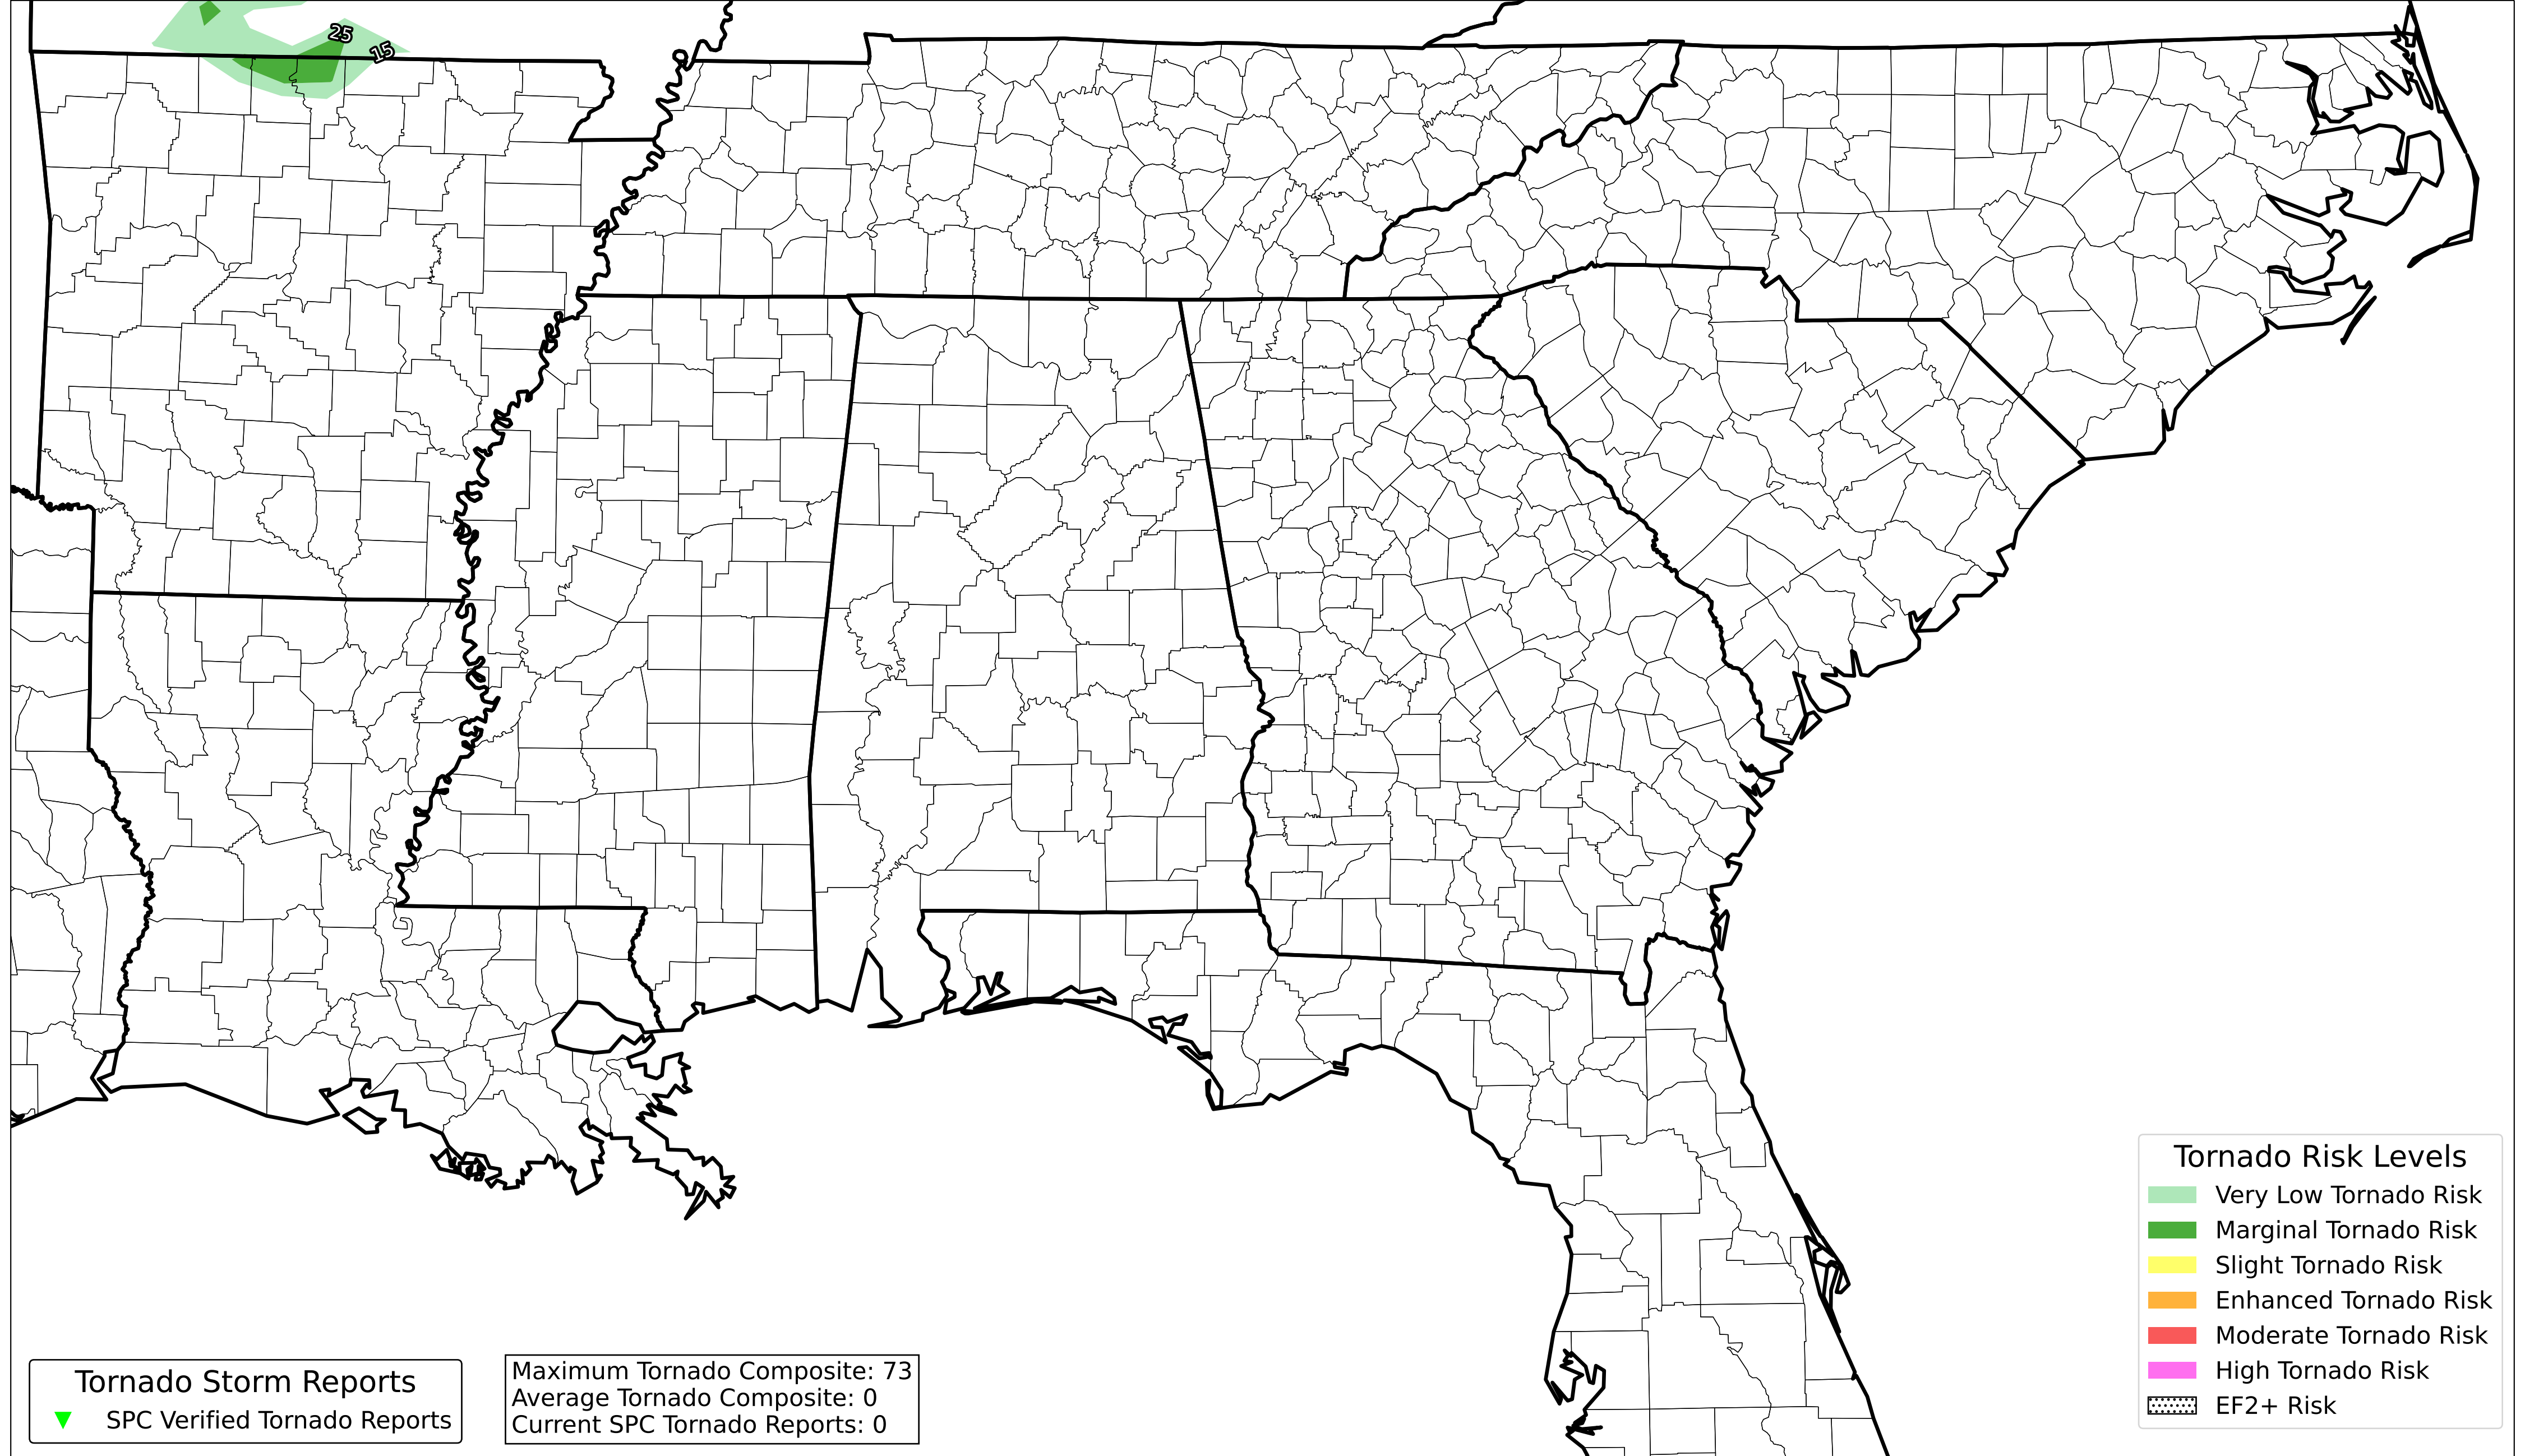 25
15
Tornado Risk Levels
Very Low Tornado Risk
Marginal Tornado Risk
Slight Tornado Risk
Enhanced Tornado Risk
Moderate Tornado Risk
High Tornado Risk
EF2+ Risk
Tornado Storm Reports
SPC Verified Tornado Reports
Maximum Tornado Composite: 73
Average Tornado Composite: 0
Current SPC Tornado Reports: 0